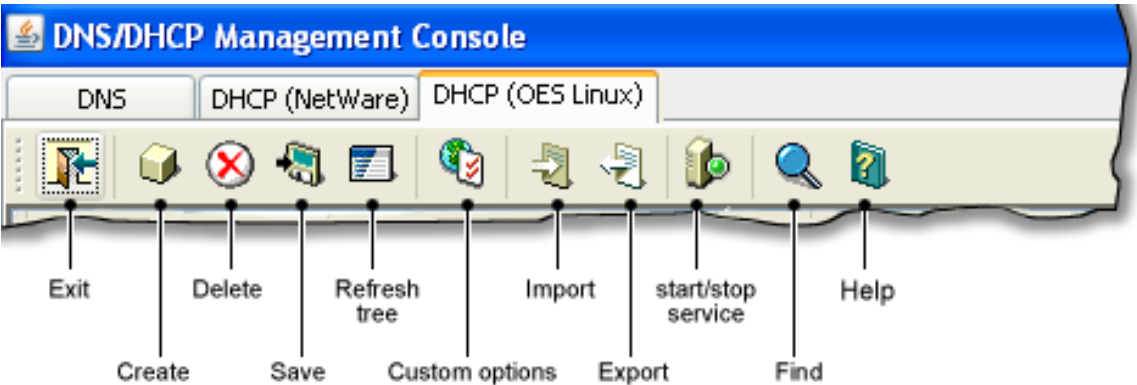 DNS/DHCP Management Console
DNS
DHCP (NetWare)
DHCP (OES Linux)
?
Exit
Delete
Refresh
tree
Import
start/stop
service
Help
Create
Save
Custom options
Export
Find